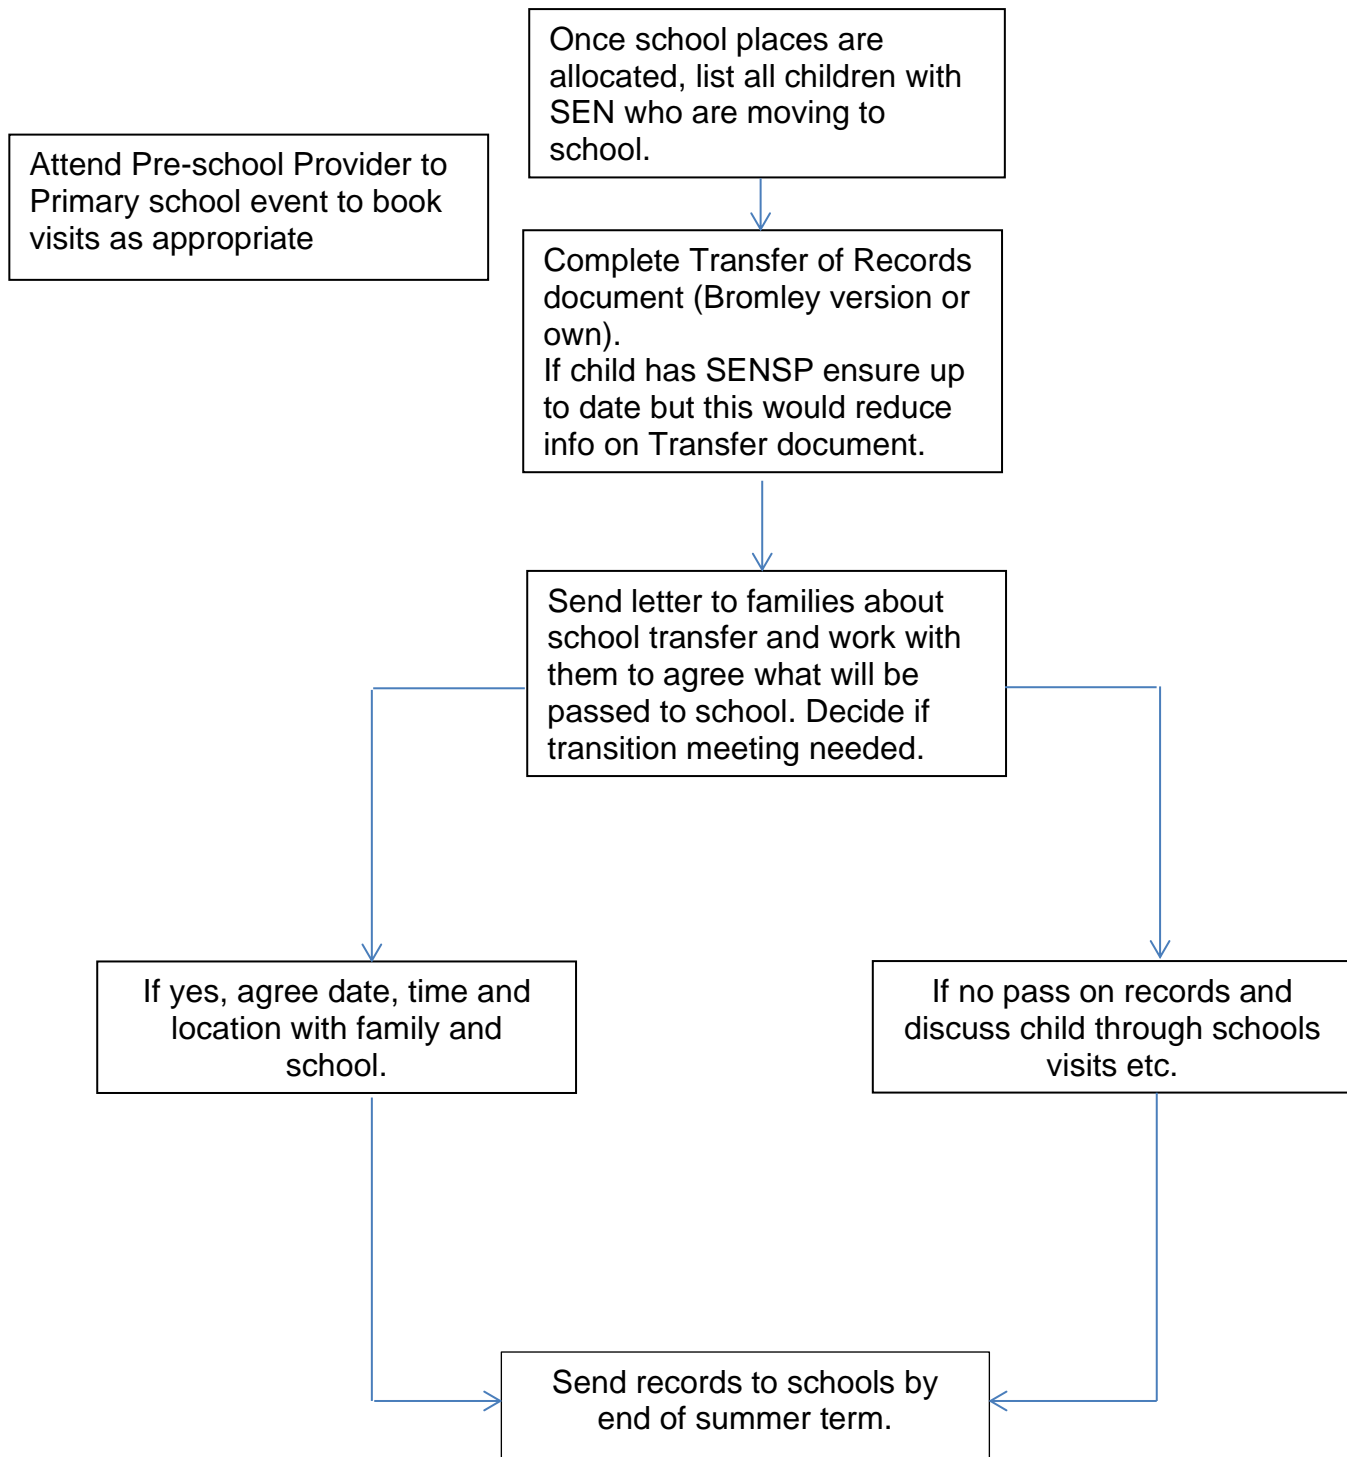 Once school places are
allocated, list all children with
SEN who are moving to
school.
Attend Pre-school Provider to
Primary school event to book
visits as appropriate
Complete Transfer of Records
document (Bromley version or
own).
If child has SENSP ensure up
to date but this would reduce
info on Transfer document.
Send letter to families about
school transfer and work with
them to agree what will be
passed to school. Decide if
transition meeting needed.
If yes, agree date, time and
location with family and
school.
If no pass on records and
discuss child through schools
visits etc.
Send records to schools by
end of summer term.